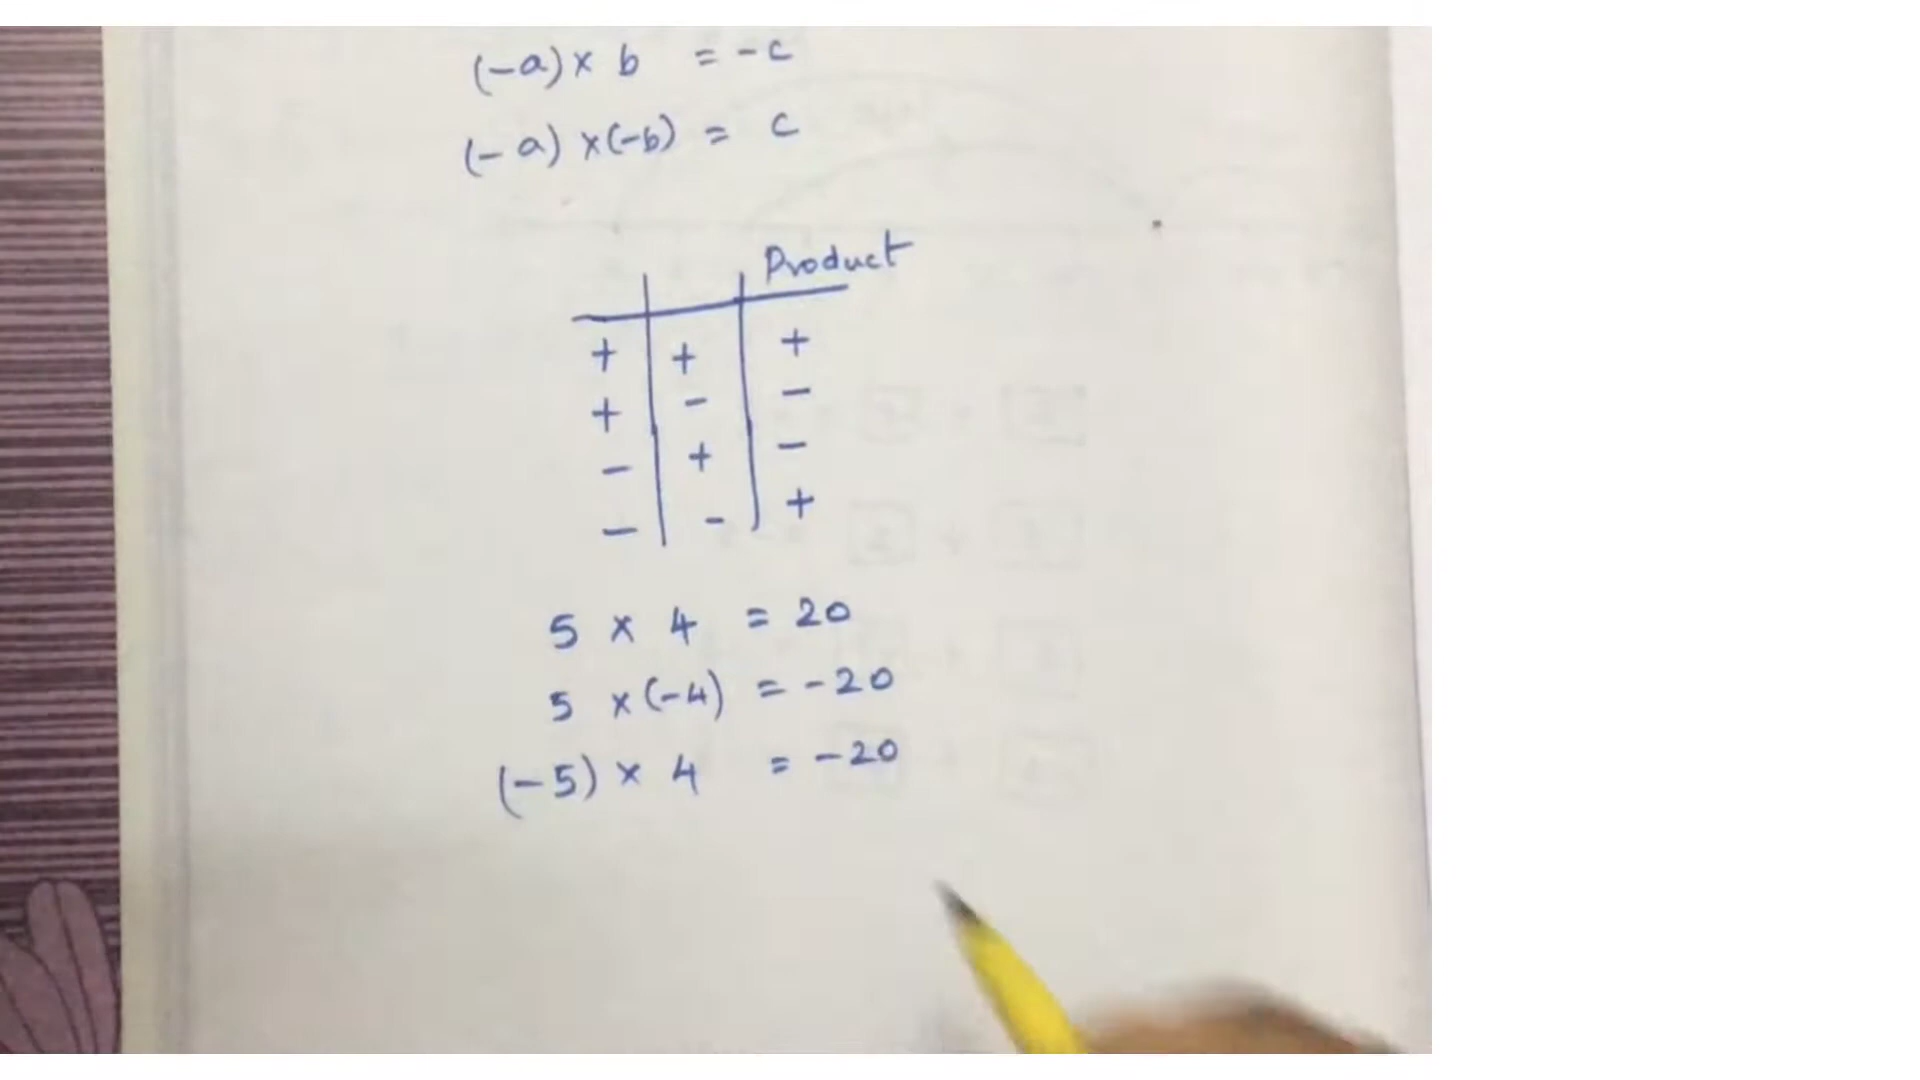 (-a) × b = -c
(-a) × (-b) = c
Product
+ + +
+ - -
- + -
- - +
5 × 4 = 20
5 × (-4) = -20
(-5) × 4 = -20